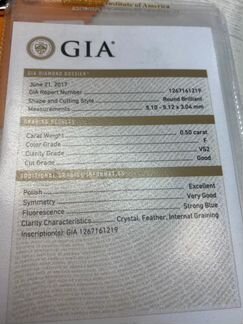 Institute of America
GIA
GIA DIAMOND DOSSIER
June 21, 2017
GIA Report Number 1267161219
Shape and Cutting Style Round Brilliant
Measurements 5.10 - 5.12 x 3.04 mm
GRADING RESULTS
Carat Weight 0.50 carat
Color Grade F
Clarity Grade VS2
Cut Grade Good
ADDITIONAL GRADING INFORMATION
Polish Excellent
Symmetry Very Good
Fluorescence Strong Blue
Clarity Characteristics Crystal, Feather, Internal Graining
Inscription(s): GIA 1267161219